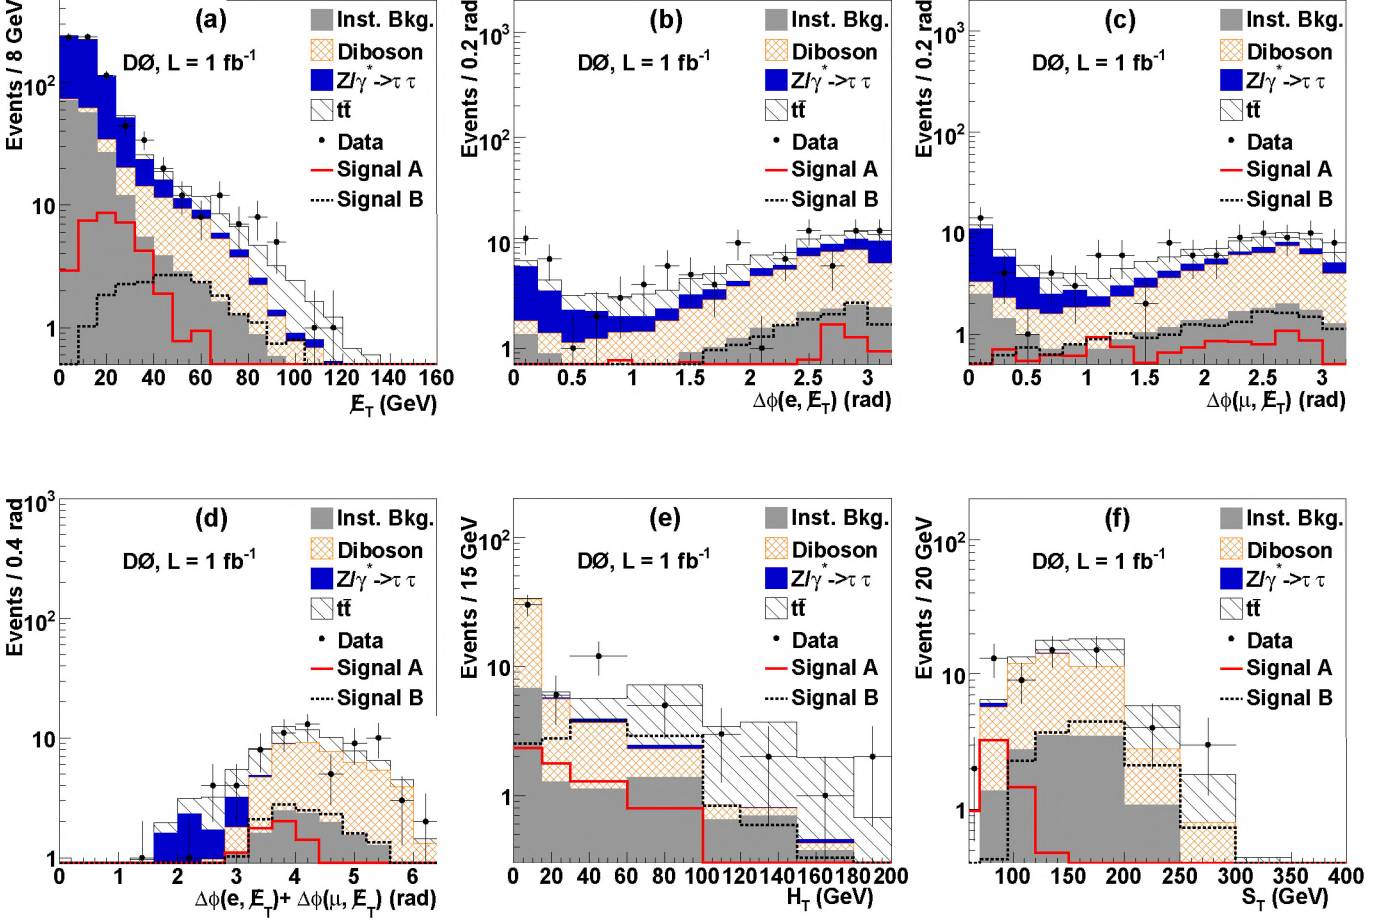 (a)
DØ, L = 1 fb-1
Inst. Bkg.
Diboson
Z/γ*->τ τ
tt̄
Data
Signal A
Signal B
Events / 8 GeV
10²
10
1
0 20 40 60 80 100 120 140 160
E̸T (GeV)
(b)
DØ, L = 1 fb-1
Inst. Bkg.
Diboson
Z/γ*->τ τ
tt̄
Data
Signal A
Signal B
Events / 0.2 rad
10³
10²
10
1
0 0.5 1 1.5 2 2.5 3
Δϕ(e, E̸T) (rad)
(c)
DØ, L = 1 fb-1
Inst. Bkg.
Diboson
Z/γ*->τ τ
tt̄
Data
Signal A
Signal B
Events / 0.2 rad
10³
10²
10
1
0 0.5 1 1.5 2 2.5 3
Δϕ(μ, E̸T) (rad)
(d)
DØ, L = 1 fb-1
Inst. Bkg.
Diboson
Z/γ*->τ τ
tt̄
Data
Signal A
Signal B
Events / 0.4 rad
10³
10²
10
1
0 1 2 3 4 5 6
Δϕ(e, E̸T)+ Δϕ(μ, E̸T) (rad)
(e)
DØ, L = 1 fb-1
Inst. Bkg.
Diboson
Z/γ*->τ τ
tt̄
Data
Signal A
Signal B
Events / 15 GeV
10²
10
1
0 20 40 60 80 100 120 140 160 180 200
HT (GeV)
(f)
DØ, L = 1 fb-1
Inst. Bkg.
Diboson
Z/γ*->τ τ
tt̄
Data
Signal A
Signal B
Events / 20 GeV
10²
10
1
100 150 200 250 300 350 400
ST (GeV)